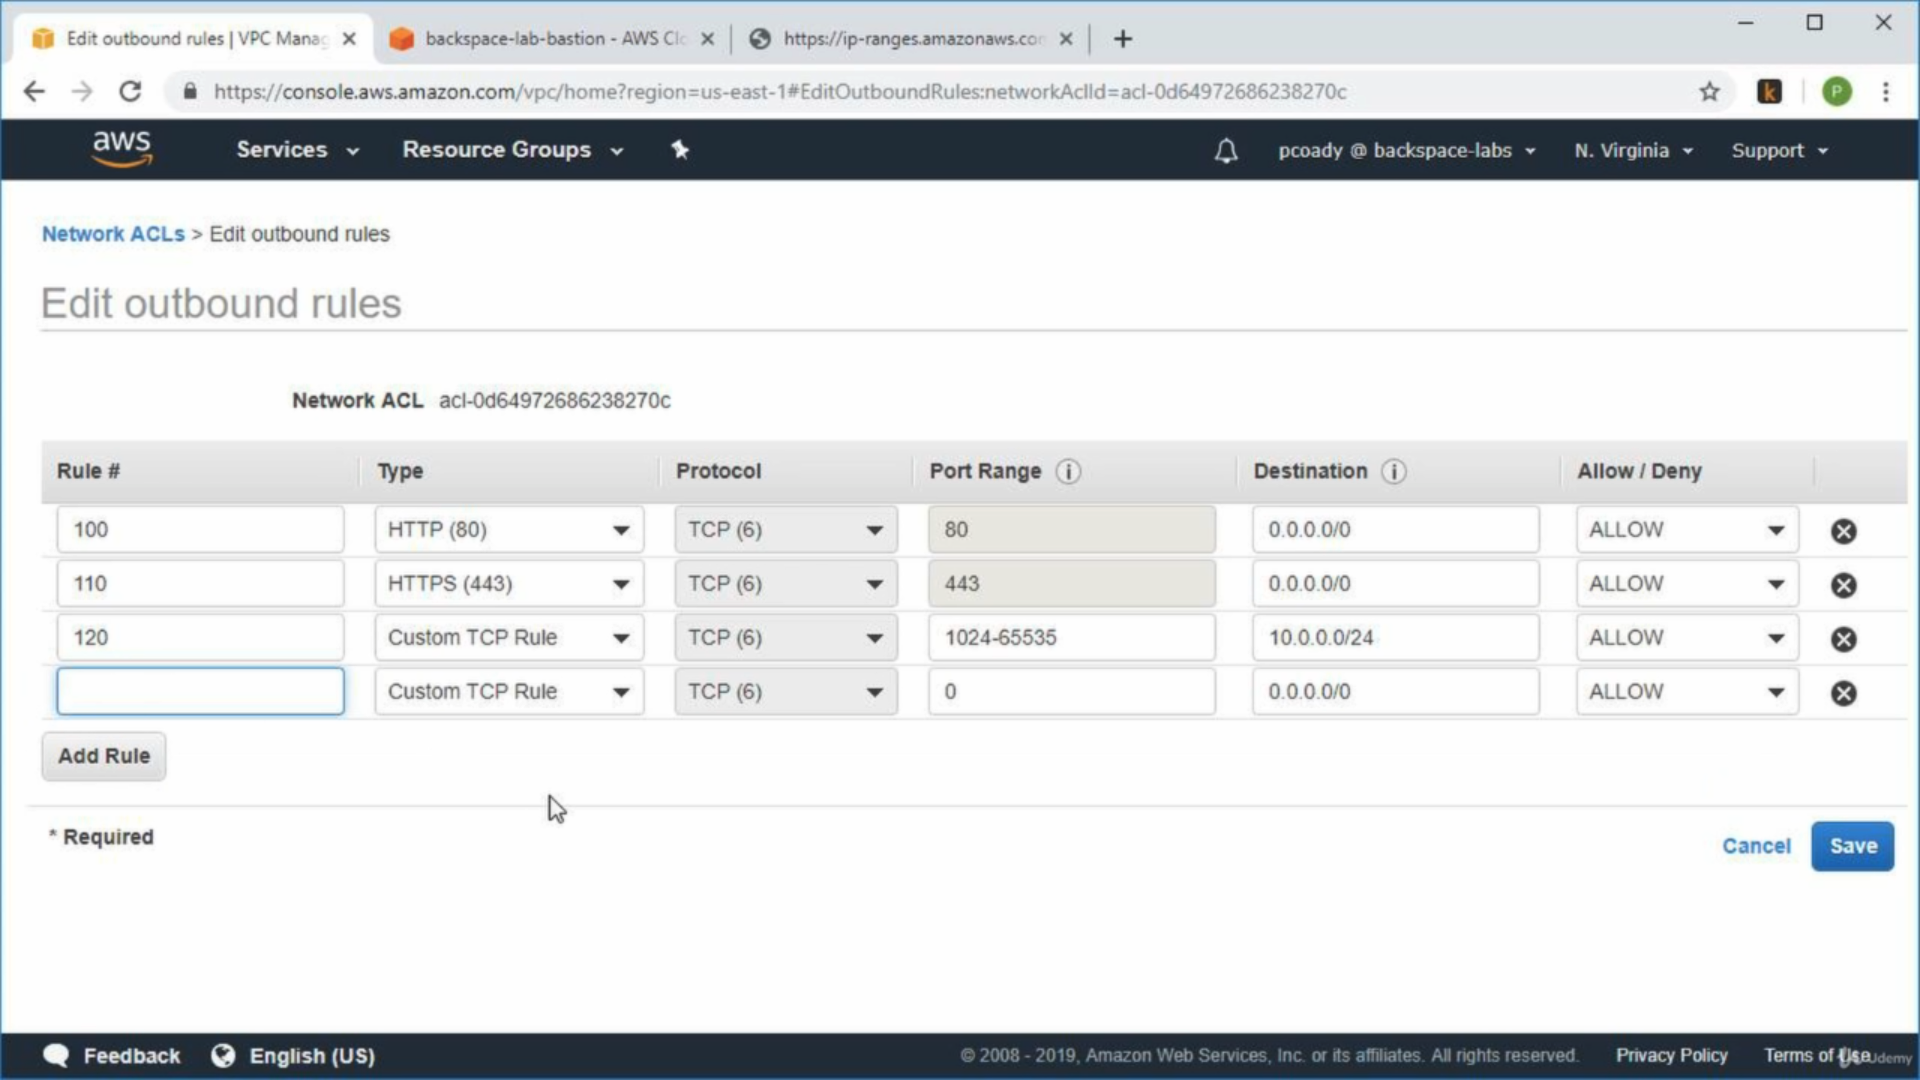 Edit outbound rules | VPC Manag
backspace-lab-bastion - AWS Clo
https://ip-ranges.amazonaws.com
https://console.aws.amazon.com/vpc/home?region=us-east-1#EditOutboundRules:networkAclId=acl-0d64972686238270c
k
P
aws
Services
Resource Groups
pcoady @ backspace-labs
N. Virginia
Support
Network ACLs > Edit outbound rules
Edit outbound rules
Network ACL acl-0d64972686238270c
Rule # Type Protocol Port Range i Destination i Allow / Deny
100 HTTP (80) TCP (6) 80 0.0.0.0/0 ALLOW
110 HTTPS (443) TCP (6) 443 0.0.0.0/0 ALLOW
120 Custom TCP Rule TCP (6) 1024-65535 10.0.0.0/24 ALLOW
Custom TCP Rule TCP (6) 0 0.0.0.0/0 ALLOW
Add Rule
* Required
Cancel
Save
Feedback
English (US)
© 2008 - 2019, Amazon Web Services, Inc. or its affiliates. All rights reserved.
Privacy Policy
Terms of Use
Udemy